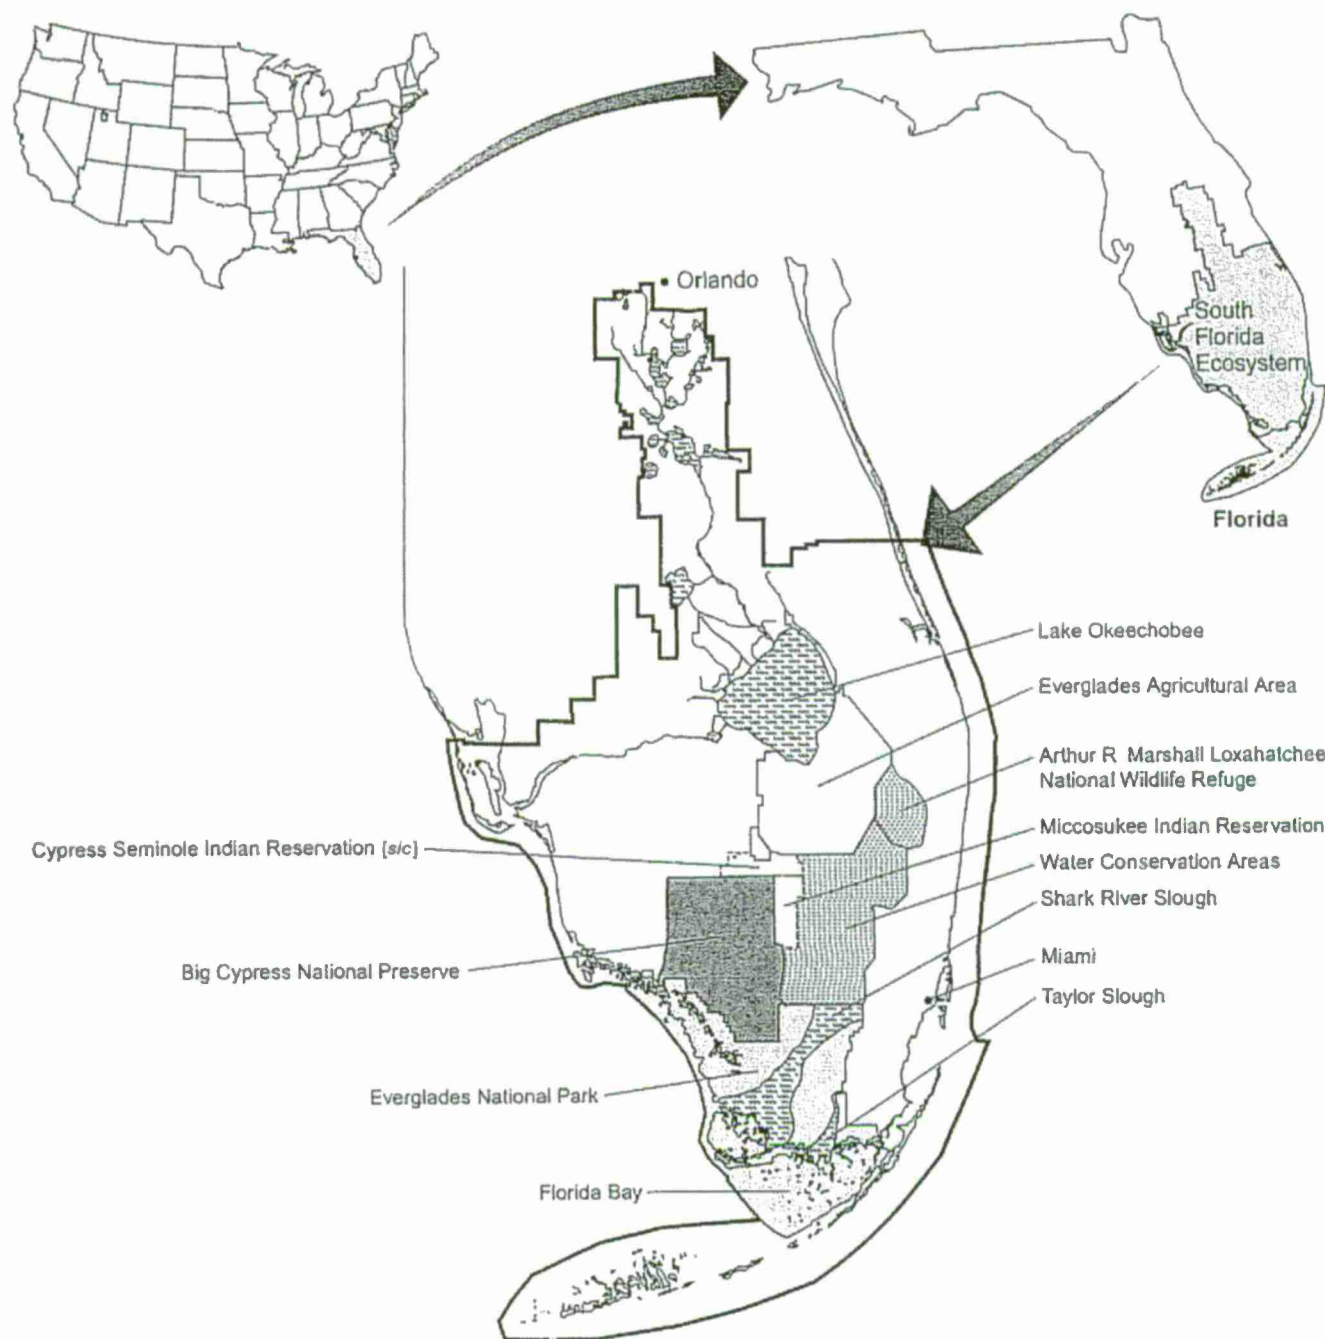 Orlando
South
Florida
Ecosystem
Florida
Lake Okeechobee
Everglades Agricultural Area
Arthur R Marshall Loxahatchee
National Wildlife Refuge
Miccosukee Indian Reservation
Cypress Seminole Indian Reservation [sic]
Water Conservation Areas
Shark River Slough
Big Cypress National Preserve
Miami
Taylor Slough
Everglades National Park
Florida Bay